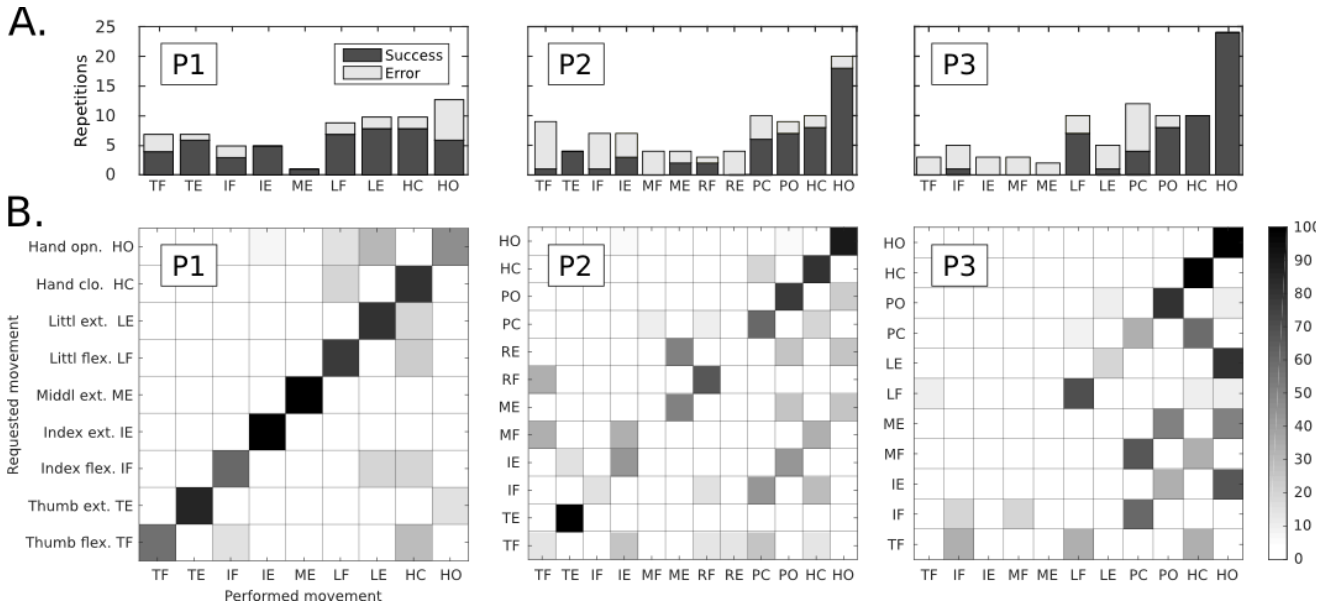 A.
25
20
15
10
5
0
Repetitions
P1
Success
Error
TF TE IF IE ME LF LE HC HO
P2
TF TE IF IE MF ME RF RE PC PO HC HO
P3
TF IF IE MF ME LF LE PC PO HC HO
B.
Requested movement
Hand opn. HO
Hand clo. HC
Littl ext. LE
Littl flex. LF
Middl ext. ME
Index ext. IE
Index flex. IF
Thumb ext. TE
Thumb flex. TF
P1
TF TE IF IE ME LF LE HC HO
Performed movement
HO
HC
PO
PC
RE
RF
ME
MF
IE
IF
TE
TF
P2
TF TE IF IE MF ME RF RE PC PO HC HO
HO
HC
PO
PC
LE
LF
ME
MF
IE
IF
TF
P3
TF IF IE MF ME LF LE PC PO HC HO
100
90
80
70
60
50
40
30
20
10
0